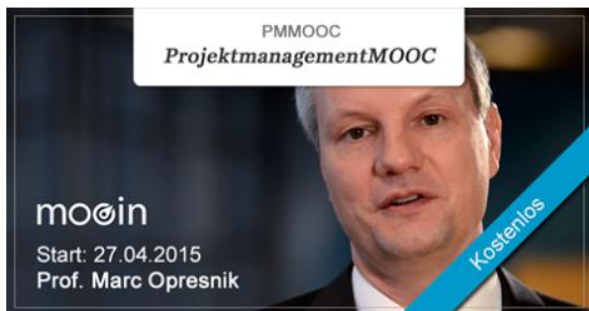 PMMOOC
ProjektmanagementMOOC
mooin
Start: 27.04.2015
Prof. Marc Opresnik
Kostenlos